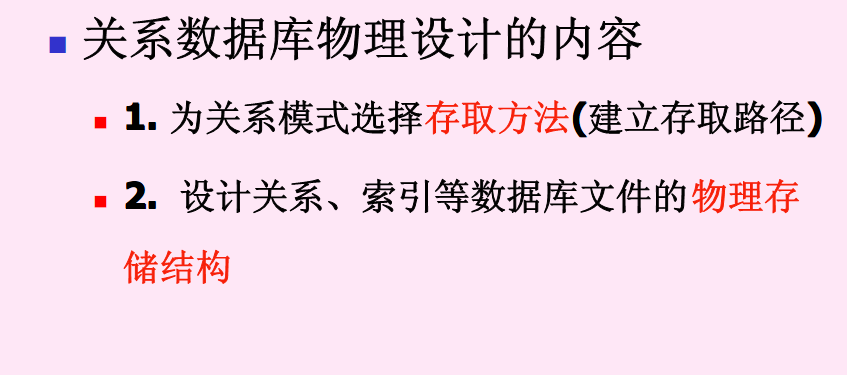 关系数据库物理设计的内容
1. 为关系模式选择存取方法(建立存取路径)
2. 设计关系、索引等数据库文件的物理存
储结构